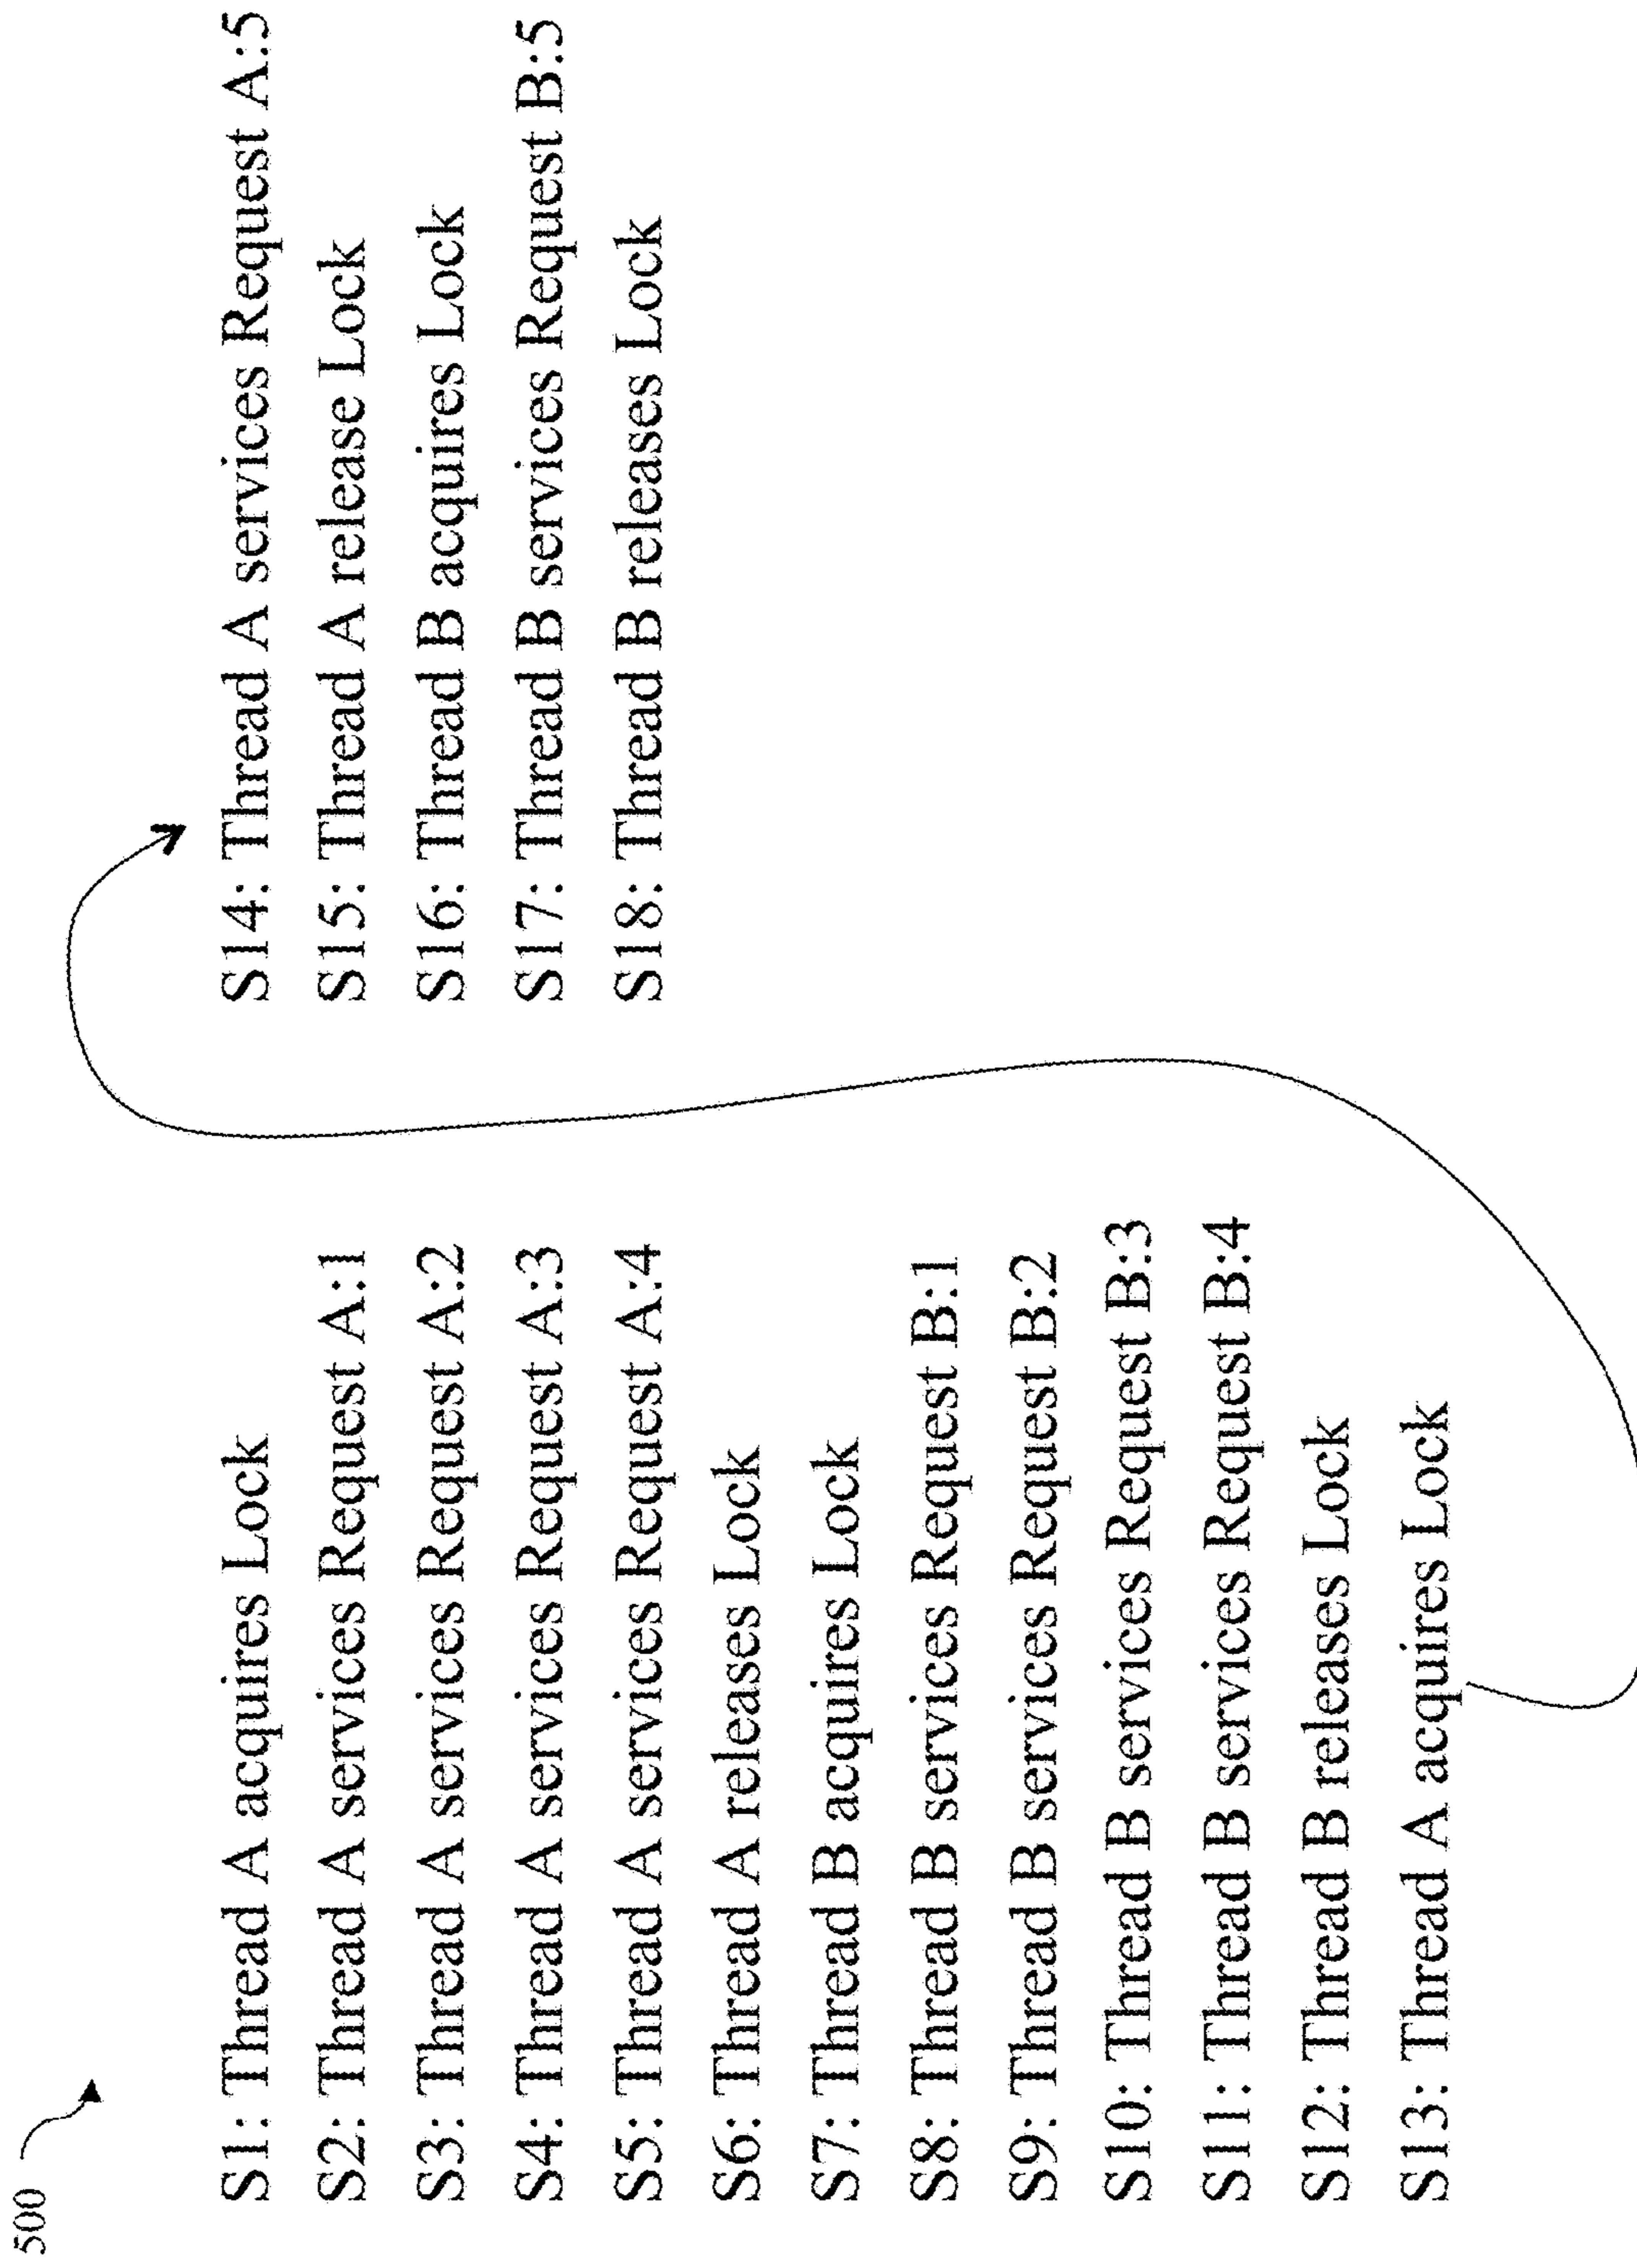 500
S1: Thread A acquires Lock
S2: Thread A services Request A:1
S3: Thread A services Request A:2
S4: Thread A services Request A:3
S5: Thread A services Request A:4
S6: Thread A releases Lock
S7: Thread B acquires Lock
S8: Thread B services Request B:1
S9: Thread B services Request B:2
S10: Thread B services Request B:3
S11: Thread B services Request B:4
S12: Thread B releases Lock
S13: Thread A acquires Lock
S14: Thread A services Request A:5
S15: Thread A release Lock
S16: Thread B acquires Lock
S17: Thread B services Request B:5
S18: Thread B releases Lock